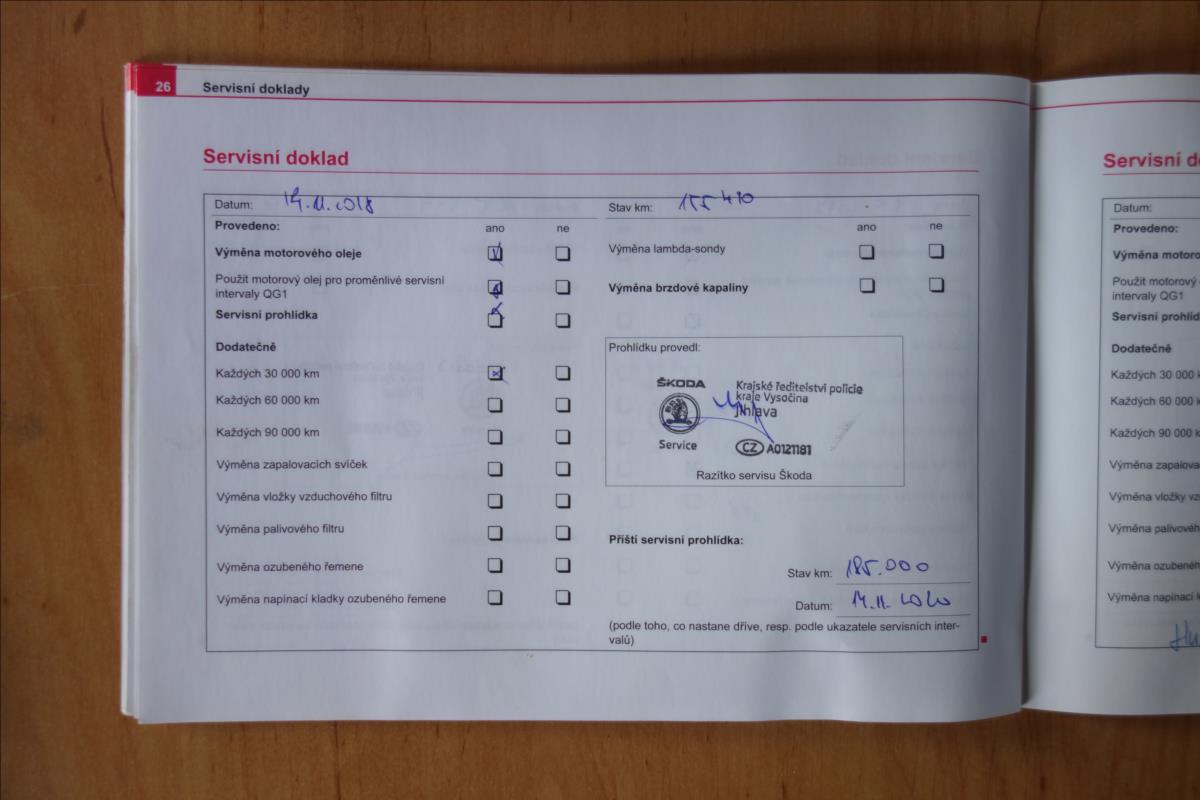 26 Servisní doklady
Servisní doklad
Datum: 14.11.2018
Provedeno: ano ne
Výměna motorového oleje
Použit motorový olej pro proměnlivé servisní
intervaly QG1
Servisní prohlídka
Dodatečně
Každých 30 000 km
Každých 60 000 km
Každých 90 000 km
Výměna zapalovacích svíček
Výměna vložky vzduchového filtru
Výměna palivového filtru
Výměna ozubeného řemene
Výměna napínací kladky ozubeného řemene
Stav km: 155 410
ano ne
Výměna lambda-sondy
Výměna brzdové kapaliny
Prohlídku provedl:
ŠKODA
Service
Krajské ředitelství policie
kraje Vysočina
Jihlava
CZ A0121181
Razítko servisu Škoda
Příští servisní prohlídka:
Stav km: 185.000
Datum: 14.11.2020
(podle toho, co nastane dříve, resp. podle ukazatele servisních inter-
valů)
Servisní d
Datum:
Provedeno:
Výměna motoro
Použit motorový
intervaly QG1
Servisní prohlíd
Dodatečně
Každých 30 000
Každých 60 000 k
Každých 90 000 k
Výměna zapalova
Výměna vložky vz
Výměna palivovéh
Výměna ozubenéh
Výměna napínací k